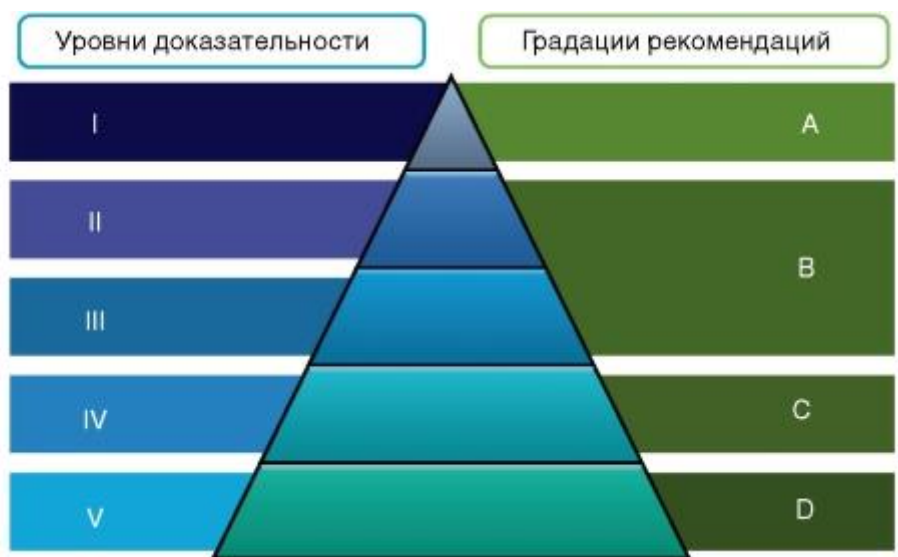 Уровни доказательности
Градации рекомендаций
I
A
II
B
III
IV
C
V
D